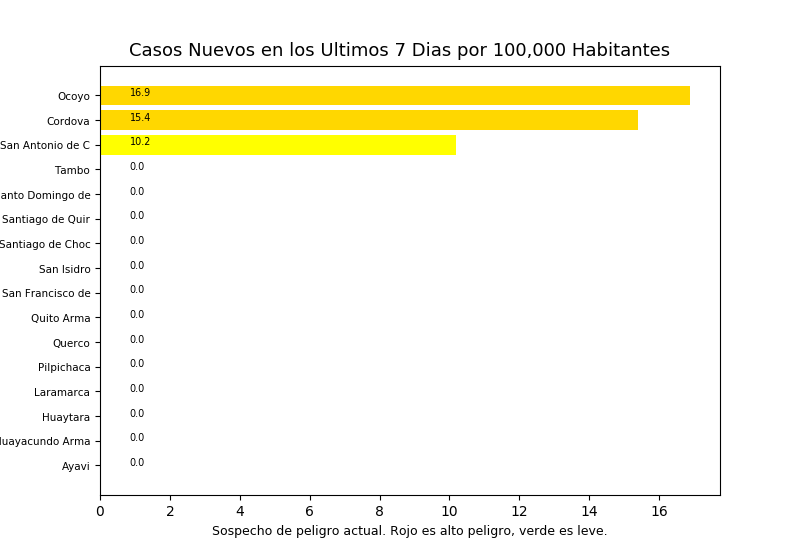 Casos Nuevos en los Ultimos 7 Dias por 100,000 Habitantes
Ocoyo 16.9
Cordova 15.4
San Antonio de C 10.2
Tambo 0.0
anto Domingo de 0.0
Santiago de Quir 0.0
Santiago de Choc 0.0
San Isidro 0.0
San Francisco de 0.0
Quito Arma 0.0
Querco 0.0
Pilpichaca 0.0
Laramarca 0.0
Huaytara 0.0
Huayacundo Arma 0.0
Ayavi 0.0
0 2 4 6 8 10 12 14 16
Sospecho de peligro actual. Rojo es alto peligro, verde es leve.